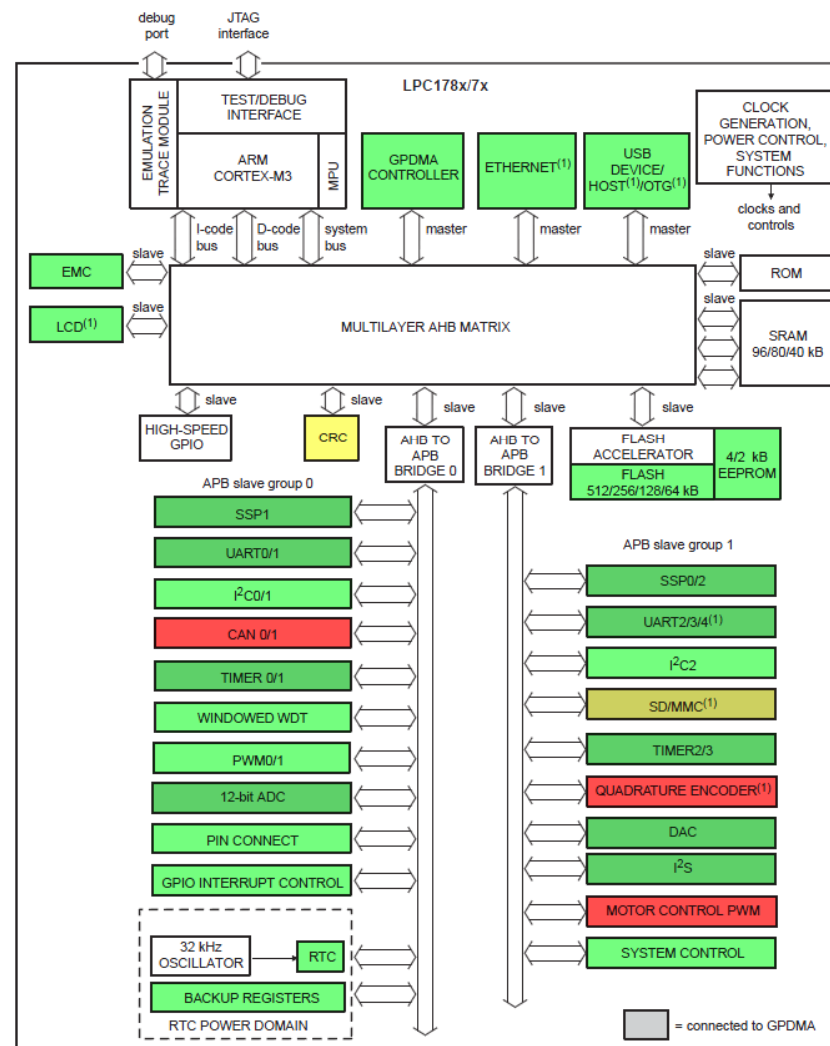 debug
port
JTAG
interface
LPC178x/7x
EMULATION
TRACE MODULE
TEST/DEBUG
INTERFACE
ARM
CORTEX-M3
MPU
GPDMA
CONTROLLER
ETHERNET(1)
USB
DEVICE/
HOST(1)/OTG(1)
CLOCK
GENERATION,
POWER CONTROL,
SYSTEM
FUNCTIONS
clocks and
controls
I-code
bus
D-code
bus
system
bus
master
master
master
EMC
slave
LCD(1)
slave
MULTILAYER AHB MATRIX
slave
ROM
slave
SRAM
96/80/40 kB
slave
slave
slave
slave
slave
HIGH-SPEED
GPIO
CRC
AHB TO
APB
BRIDGE 0
AHB TO
APB
BRIDGE 1
FLASH
ACCELERATOR
FLASH
512/256/128/64 kB
4/2 kB
EEPROM
APB slave group 0
SSP1
UART0/1
I2C0/1
CAN 0/1
TIMER 0/1
WINDOWED WDT
PWM0/1
12-bit ADC
PIN CONNECT
GPIO INTERRUPT CONTROL
32 kHz
OSCILLATOR
RTC
BACKUP REGISTERS
RTC POWER DOMAIN
APB slave group 1
SSP0/2
UART2/3/4(1)
I2C2
SD/MMC(1)
TIMER2/3
QUADRATURE ENCODER(1)
DAC
I2S
MOTOR CONTROL PWM
SYSTEM CONTROL
= connected to GPDMA